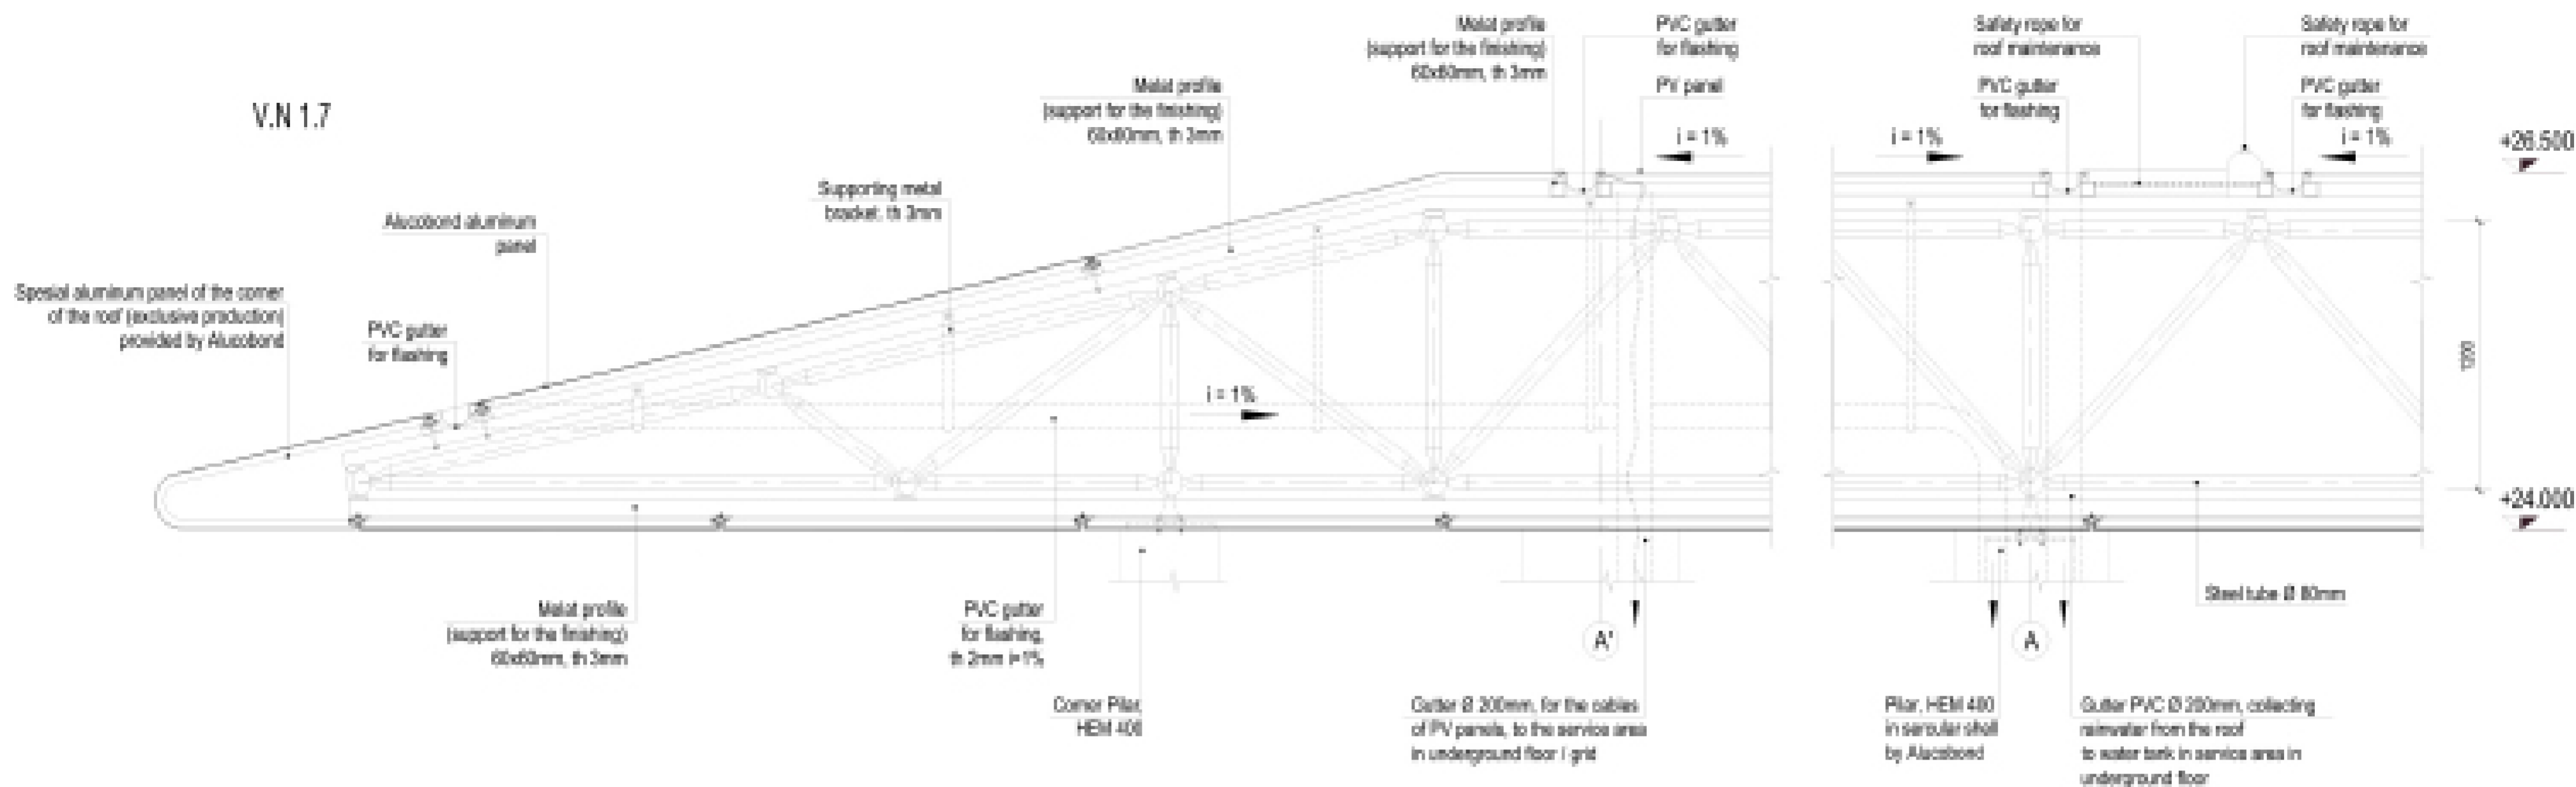 V.N 1.7
Spesial aluminum panel of the corner
of the roof (exclusive production)
provided by Alucobond
PVC gutter
for flashing
Alucobond aluminum
panel
Supporting metal
bracket, th 3mm
Metal profile
(support for the finishing)
60x60mm, th 3mm
Metal profile
(support for the finishing)
60x60mm, th 3mm
PVC gutter
for flashing
PV panel
i = 1%
Safety rope for
roof maintenance
PVC gutter
for flashing
i = 1%
Safety rope for
roof maintenance
PVC gutter
for flashing
i = 1%
+26.500
i = 1%
+24.000
Metal profile
(support for the finishing)
60x60mm, th 3mm
PVC gutter
for flashing,
th 2mm i=1%
Corner Pilar,
HEM 400
A'
Gutter Ø 200mm, for the cables
of PV panels, to the service area
in underground floor / grid
A
Pilar, HEM 400
in sercular shell
by Alucobond
Gutter PVC Ø 200mm, collecting
rainwater from the roof
to water tank in service area in
underground floor
Steel tube Ø 80mm